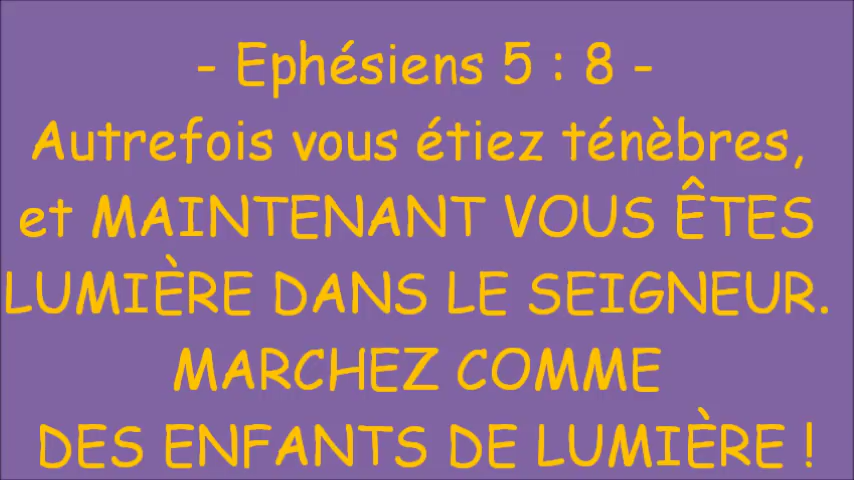 - Ephésiens 5 : 8 -
Autrefois vous étiez ténèbres,
et MAINTENANT VOUS ÊTES
LUMIÈRE DANS LE SEIGNEUR.
MARCHEZ COMME
DES ENFANTS DE LUMIÈRE !